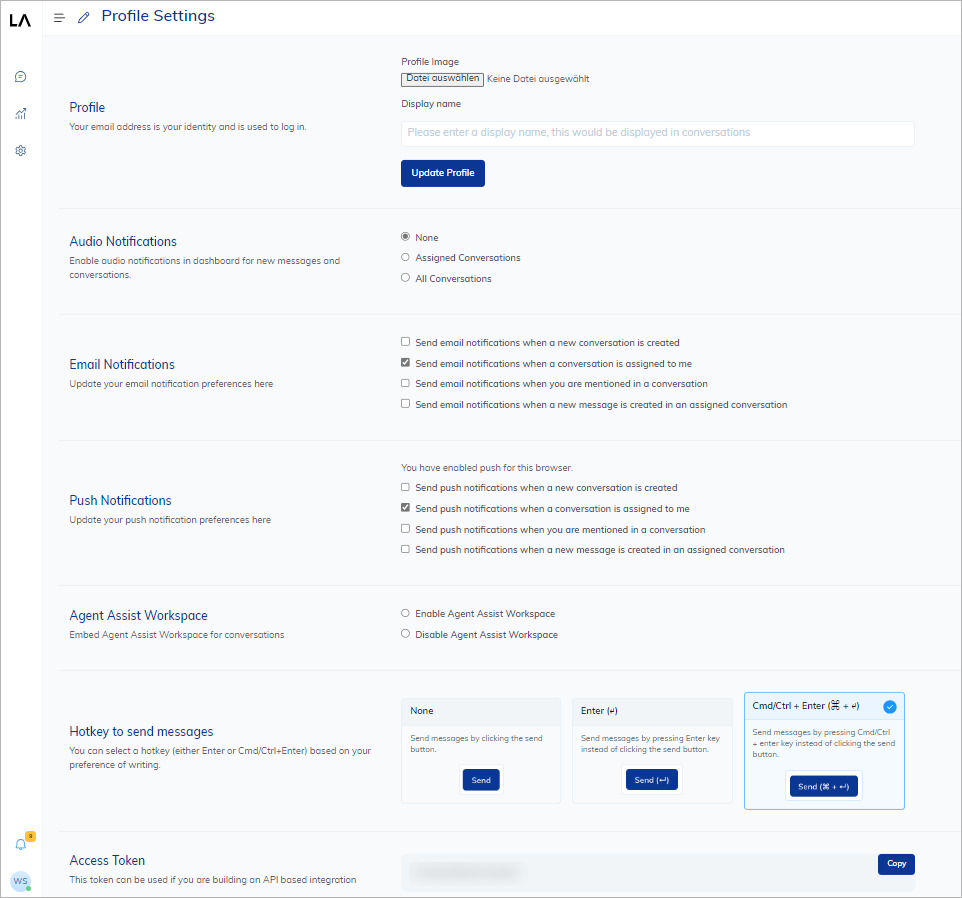 LA
Profile Settings
Profile
Your email address is your identity and is used to log in.
Profile Image
Datei auswählen Keine Datei ausgewählt
Display name
Please enter a display name, this would be displayed in conversations
Update Profile
Audio Notifications
Enable audio notifications in dashboard for new messages and
conversations.
None
Assigned Conversations
All Conversations
Email Notifications
Update your email notification preferences here
Send email notifications when a new conversation is created
Send email notifications when a conversation is assigned to me
Send email notifications when you are mentioned in a conversation
Send email notifications when a new message is created in an assigned conversation
Push Notifications
Update your push notification preferences here
You have enabled push for this browser.
Send push notifications when a new conversation is created
Send push notifications when a conversation is assigned to me
Send push notifications when you are mentioned in a conversation
Send push notifications when a new message is created in an assigned conversation
Agent Assist Workspace
Embed Agent Assist Workspace for conversations
Enable Agent Assist Workspace
Disable Agent Assist Workspace
Hotkey to send messages
You can select a hotkey (either Enter or Cmd/Ctrl+Enter) based on your
preference of writing.
None
Send messages by clicking the send
button.
Send
Enter (↵)
Send messages by pressing Enter key
instead of clicking the send button.
Send (↵)
Cmd/Ctrl + Enter (⌘ + ↵)
Send messages by pressing Cmd/Ctrl
+ enter key instead of clicking the send
button.
Send (⌘ + ↵)
Access Token
This token can be used if you are building an API based integration
Copy
WS